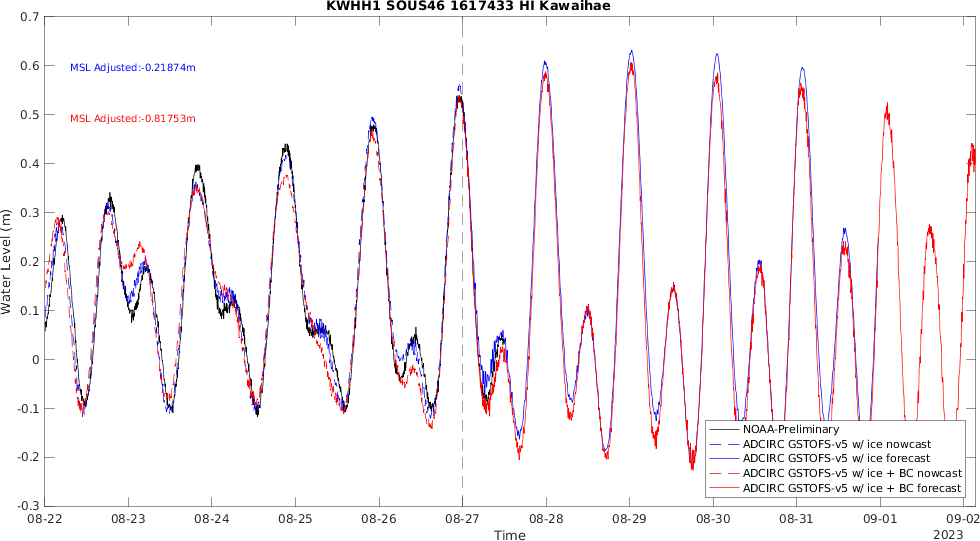 KWHH1 SOUS46 1617433 HI Kawaihae
0.7
0.6
0.5
0.4
0.3
0.2
0.1
0
-0.1
-0.2
-0.3
Water Level (m)
MSL Adjusted:-0.21874m
MSL Adjusted:-0.81753m
NOAA-Preliminary
ADCIRC GSTOFS-v5 w/ ice nowcast
ADCIRC GSTOFS-v5 w/ ice forecast
ADCIRC GSTOFS-v5 w/ ice + BC nowcast
ADCIRC GSTOFS-v5 w/ ice + BC forecast
08-22 08-23 08-24 08-25 08-26 08-27 08-28 08-29 08-30 08-31 09-01 09-02
Time
2023